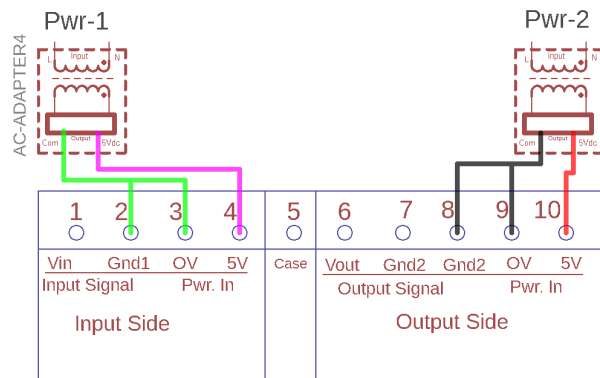 Pwr-1
Pwr-2
AC-ADAPTER4
L Input N
L Input N
Com Output 5Vdc
Com Output 5Vdc
1 2 3 4 5 6 7 8 9 10
Vin Gnd1 OV 5V Case Vout Gnd2 Gnd2 OV 5V
Input Signal Pwr. In Output Signal Pwr. In
Input Side
Output Side